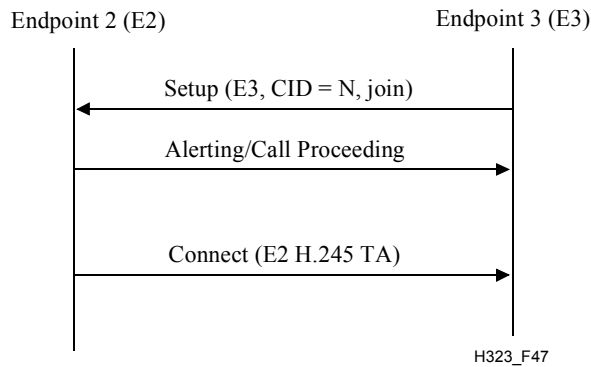 Endpoint 2 (E2)
Endpoint 3 (E3)
Setup (E3, CID = N, join)
Alerting/Call Proceeding
Connect (E2 H.245 TA)
H323_F47